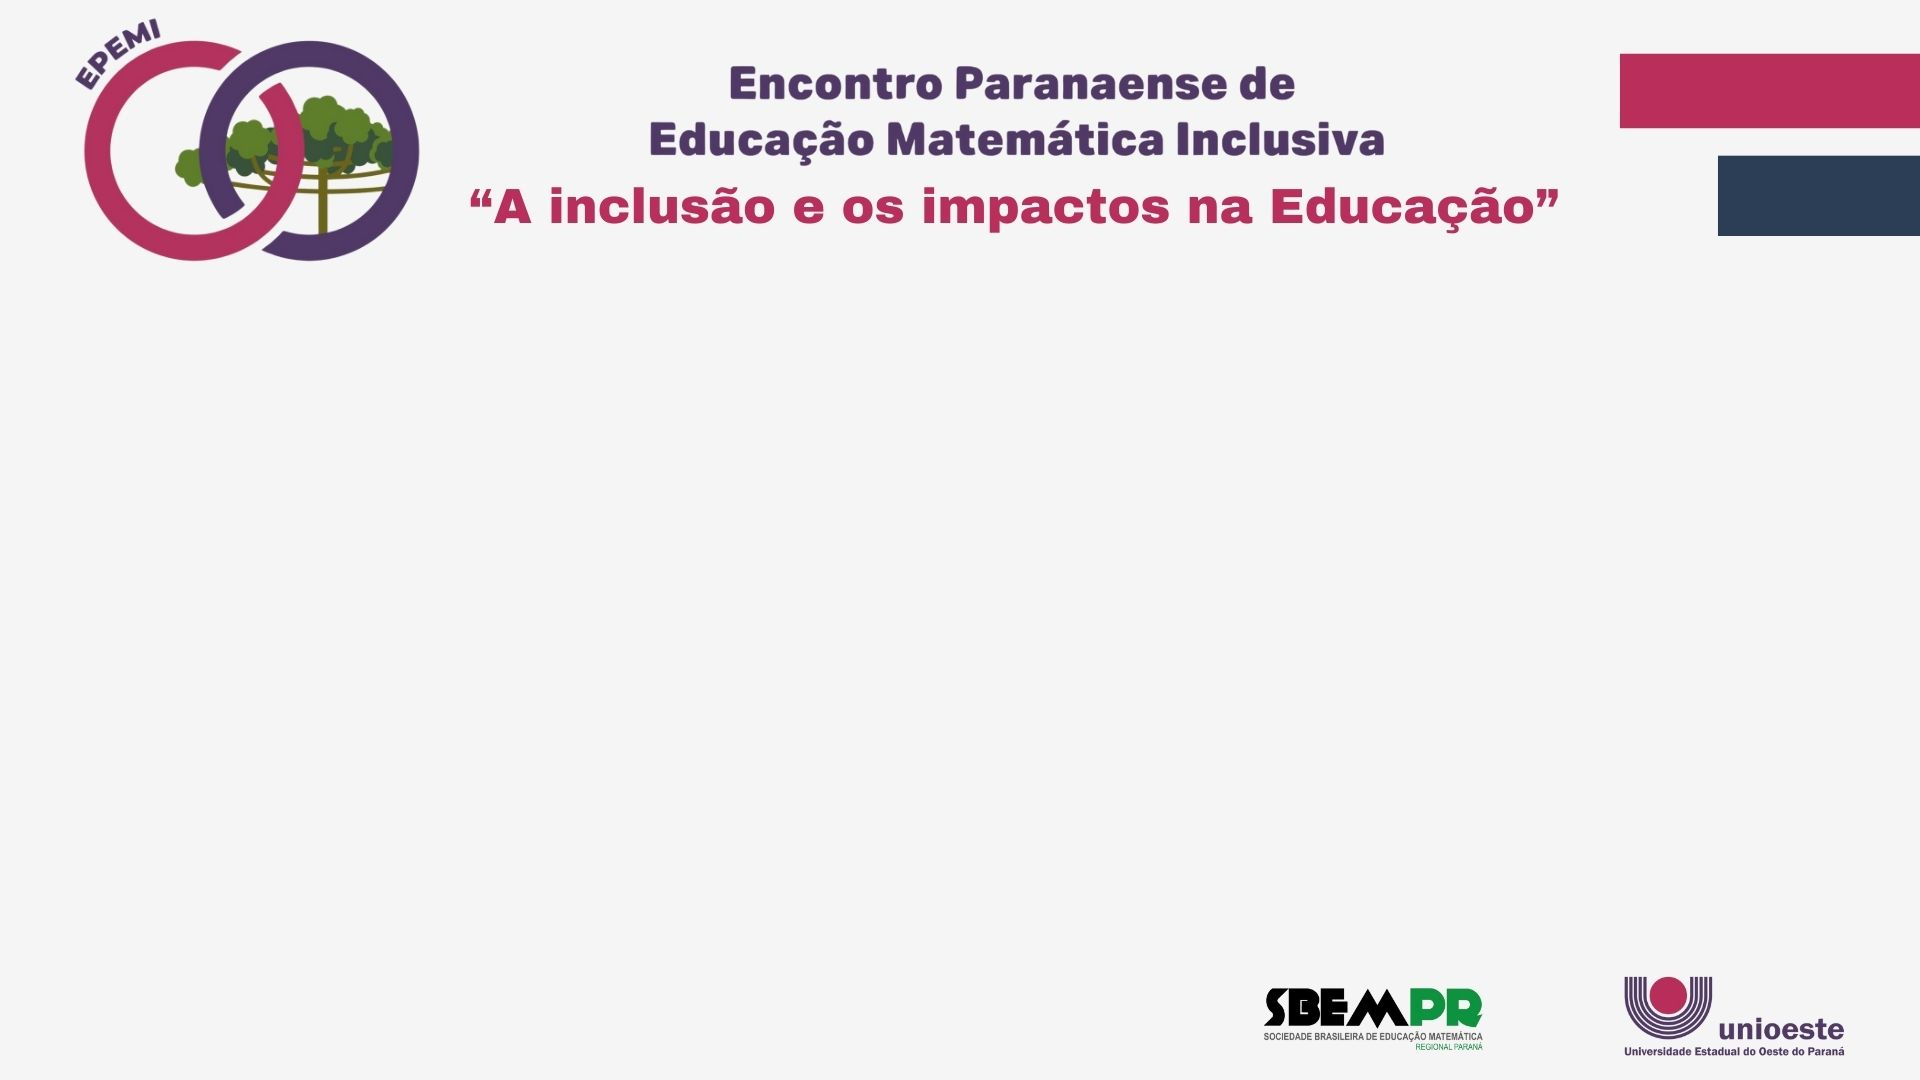 EPEMI
Encontro Paranaense de
Educação Matemática Inclusiva
“A inclusão e os impactos na Educação”
SBEMPR
SOCIEDADE BRASILEIRA DE EDUCAÇÃO MATEMÁTICA
REGIONAL PARANÁ
unioeste
Universidade Estadual do Oeste do Paraná